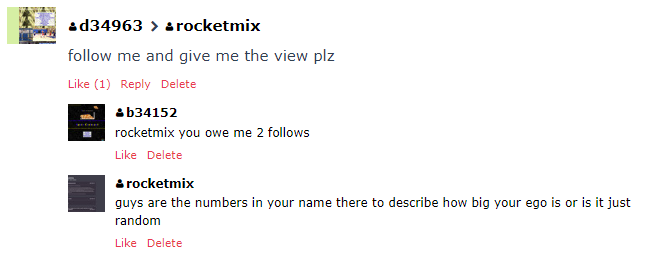 d34963 > rocketmix
follow me and give me the view plz
Like (1) Reply Delete
b34152
rocketmix you owe me 2 follows
Like Delete
rocketmix
guys are the numbers in your name there to describe how big your ego is or is it just
random
Like Delete